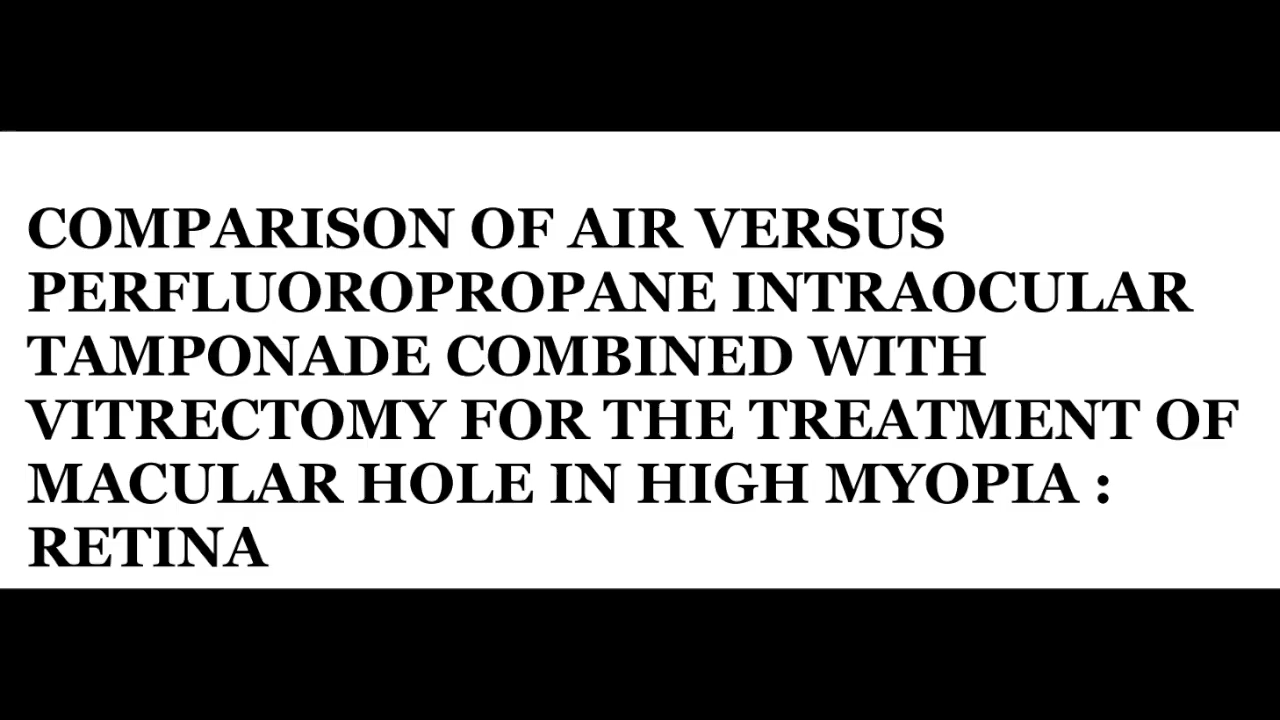 COMPARISON OF AIR VERSUS
PERFLUOROPROPANE INTRAOCULAR
TAMPONADE COMBINED WITH
VITRECTOMY FOR THE TREATMENT OF
MACULAR HOLE IN HIGH MYOPIA :
RETINA